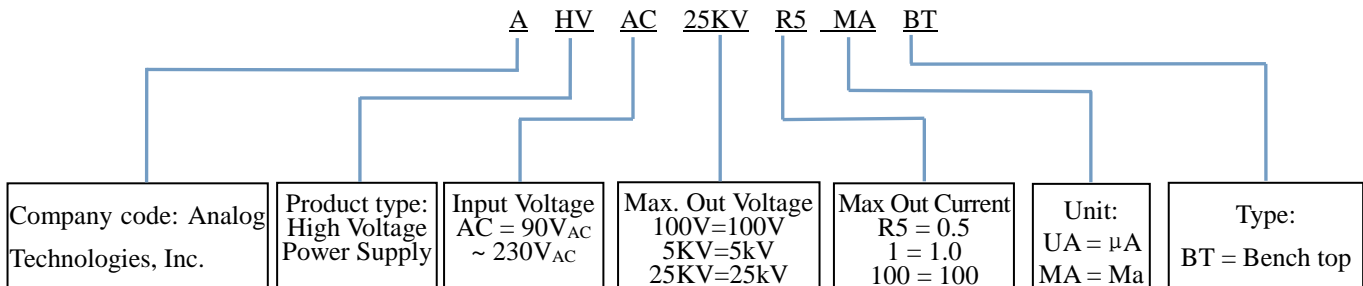 A HV AC 25KV R5 MA BT
Company code: Analog
Technologies, Inc.
Product type:
High Voltage
Power Supply
Input Voltage
AC = 90VAC
~ 230VAC
Max. Out Voltage
100V=100V
5KV=5kV
25KV=25kV
Max Out Current
R5 = 0.5
1 = 1.0
100 = 100
Unit:
UA = μA
MA = Ma
Type:
BT = Bench top